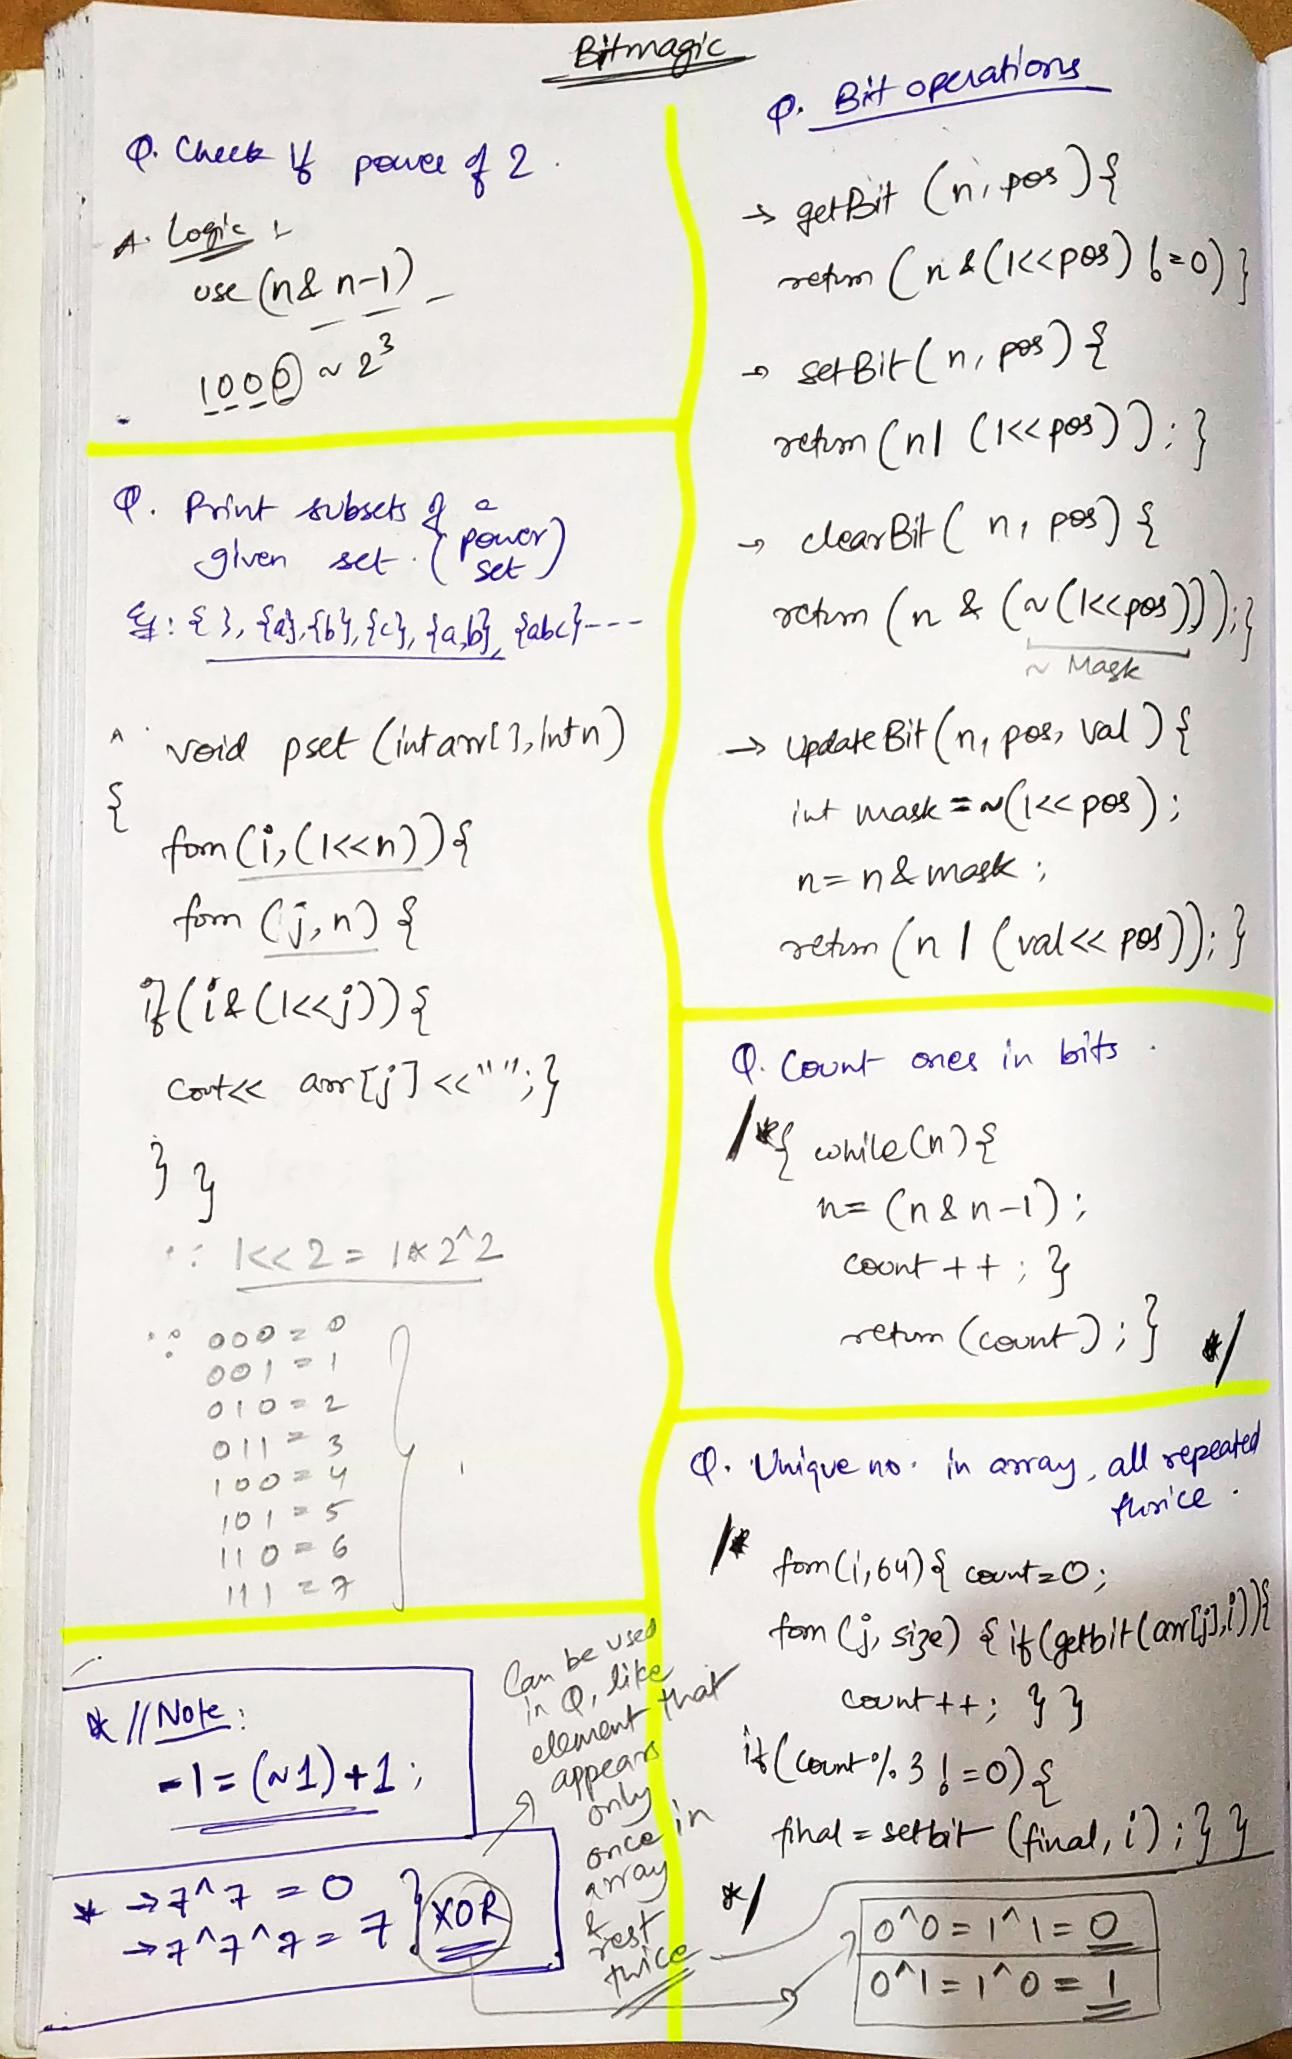 Bitmagic
Q. Check if power of 2.
A. Logic :
use (n & n-1)
1000 ~ 2^3
Q. Print subsets of a
given set. (power set)
Eg: { }, {a}, {b}, {c}, {a,b}, {abc}---
A. void pset (int arr[], int n)
{
forn(i,(1<<n)){
forn (j,n) {
if(i&(1<<j)){
cout<< arr[j] <<" ";}
} }
∵ 1<<2 = 1*2^2
∵ 000 = 0
001 = 1
010 = 2
011 = 3
100 = 4
101 = 5
110 = 6
111 = 7
* // Note:
-1 = (~1)+1;
* → 7^7 = 0
→ 7^7^7 = 7 } XOR
Can be used
in Q, like
element that
appears
only
once in
array
&
rest
twice
Q. Bit operations
→ getBit (n, pos) {
return (n & (1<<pos) != 0) }
→ setBit (n, pos) {
return (n | (1<<pos)); }
→ clearBit ( n, pos) {
return (n & (~(1<<pos)));}
~ Mask
→ updateBit (n, pos, val) {
int mask = ~(1<< pos);
n = n & mask;
return (n | (val<< pos)); }
Q. Count ones in bits.
/*{ while (n) {
n= (n & n-1);
count ++; }
return (count); } */
Q. Unique no. in array, all repeated
thrice.
/* forn(i,64) { count=0;
forn (j, size) { if (getbit(arr[j],i)){
count++; } }
if (count % 3 != 0) {
final = setbit (final, i); } }
*/
0^0 = 1^1 = 0
0^1 = 1^0 = 1